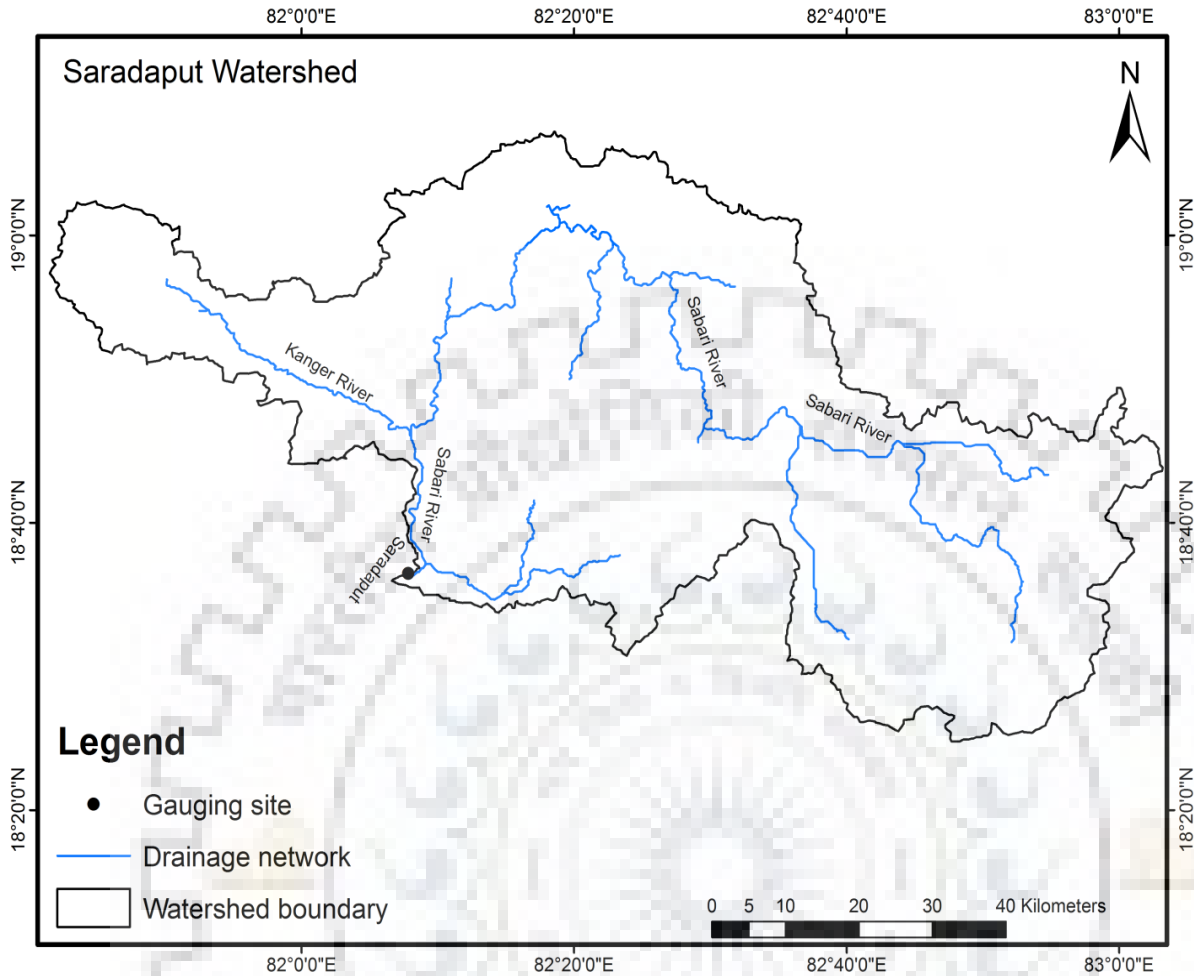 82°0'0"E 82°20'0"E 82°40'0"E 83°0'0"E
Saradaput Watershed
N
19°0'0"N 19°0'0"N
Kanger River
Sabari River
Sabari River
Sabari River
18°40'0"N 18°40'0"N
Saradaput
Legend
Gauging site
18°20'0"N 18°20'0"N
Drainage network
Watershed boundary
0 5 10 20 30 40 Kilometers
82°0'0"E 82°20'0"E 82°40'0"E 83°0'0"E